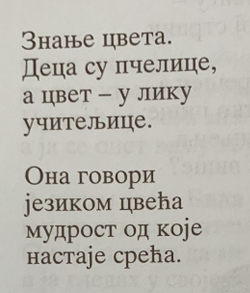 Знање цвета.
Деца су пчелице,
а цвет – у лику
учитељице.
Она говори
језиком цвећа
мудрост од које
настаје срећа.